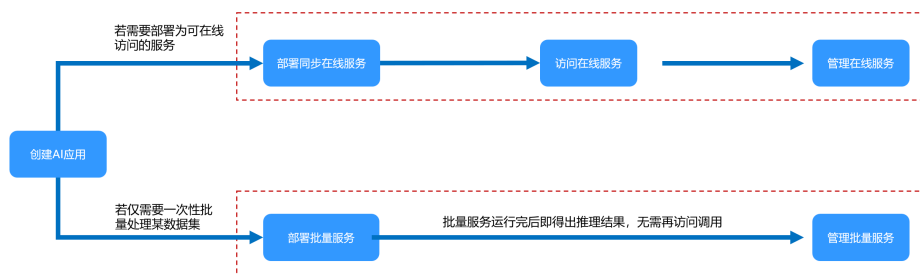 若需要部署为可在线
访问的服务
部署同步在线服务
访问在线服务
管理在线服务
创建AI应用
若仅需要一次性批
量处理某数据集
部署批量服务
批量服务运行完后即得出推理结果，无需再访问调用
管理批量服务